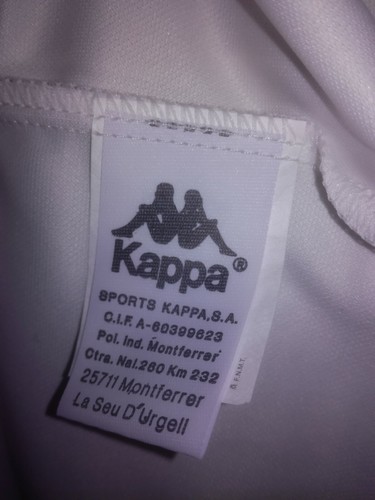 Kappa®
SPORTS KAPPA,S.A.
C.I.F. A-60399623
Pol. Ind. Montferrer
Ctra. Nal.260 Km 232
25711 Montferrer
La Seu D'Urgell
R.F.N.M.T.